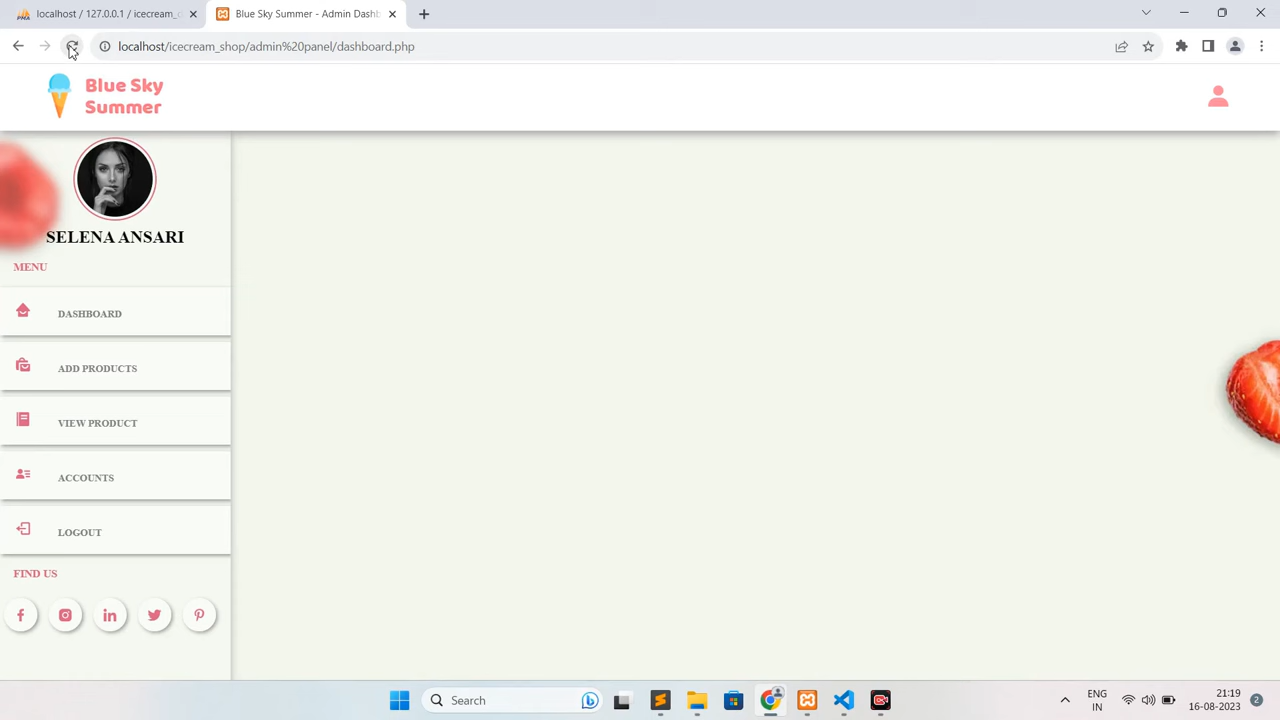 localhost / 127.0.0.1 / icecream_
Blue Sky Summer - Admin Dashb
localhost/icecream_shop/admin%20panel/dashboard.php
Blue Sky
Summer
SELENA ANSARI
MENU
DASHBOARD
ADD PRODUCTS
VIEW PRODUCT
ACCOUNTS
LOGOUT
FIND US
Search
ENG
IN
21:19
16-08-2023
2